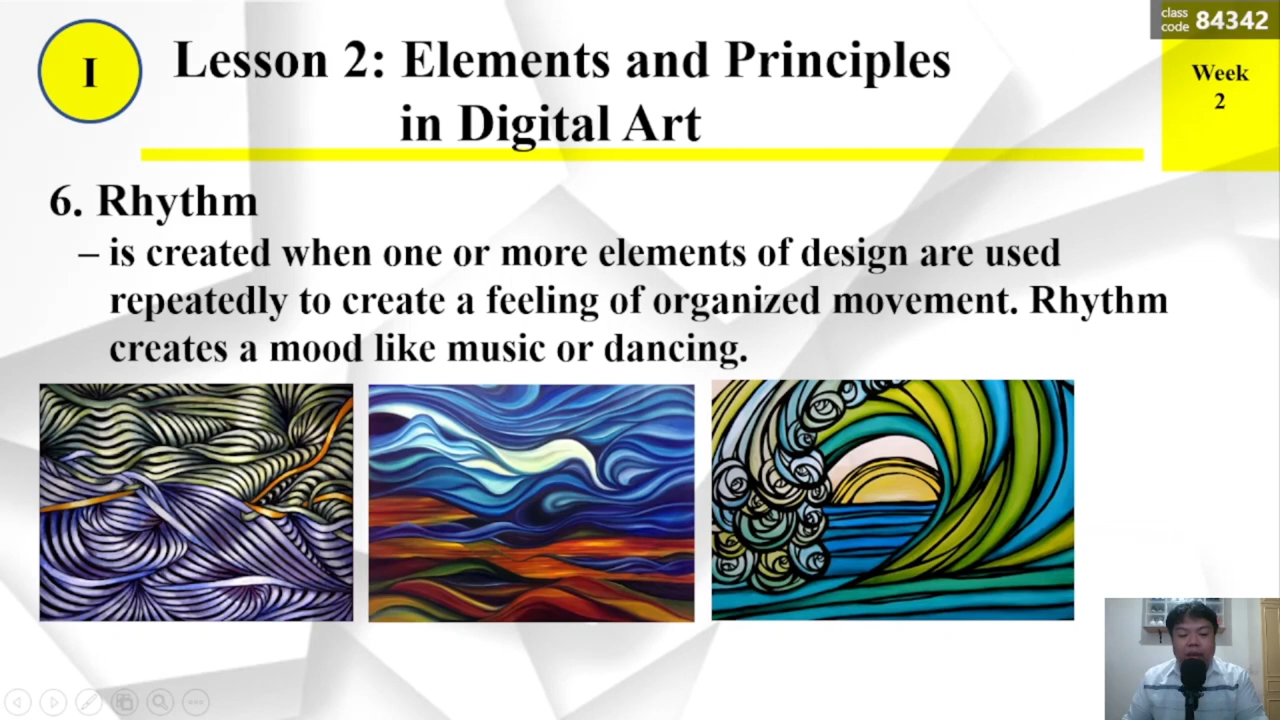 class
code 84342
I
Lesson 2: Elements and Principles
in Digital Art
Week
2
6. Rhythm
– is created when one or more elements of design are used
repeatedly to create a feeling of organized movement. Rhythm
creates a mood like music or dancing.